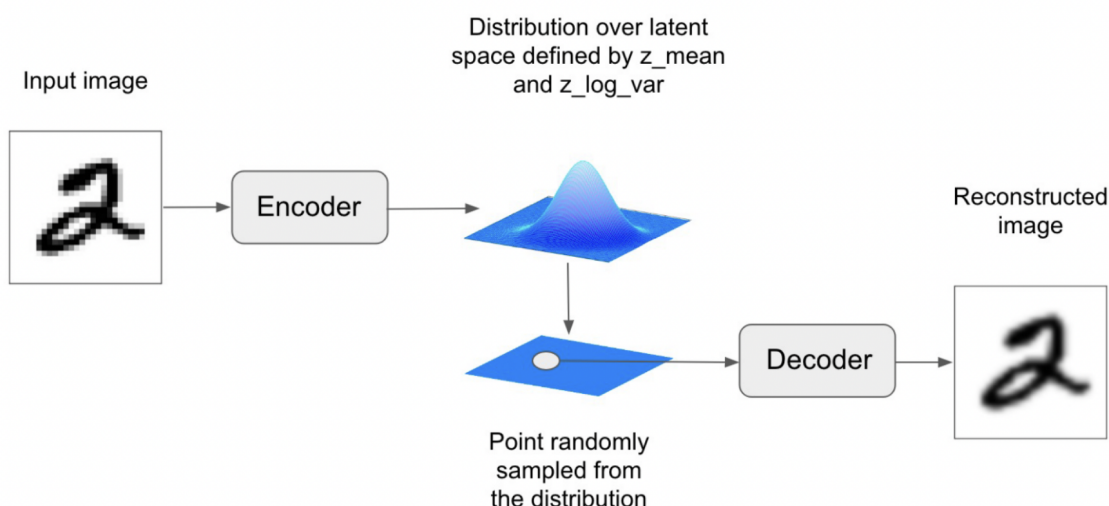 Input image
Encoder
Distribution over latent
space defined by z_mean
and z_log_var
Point randomly
sampled from
the distribution
Decoder
Reconstructed
image